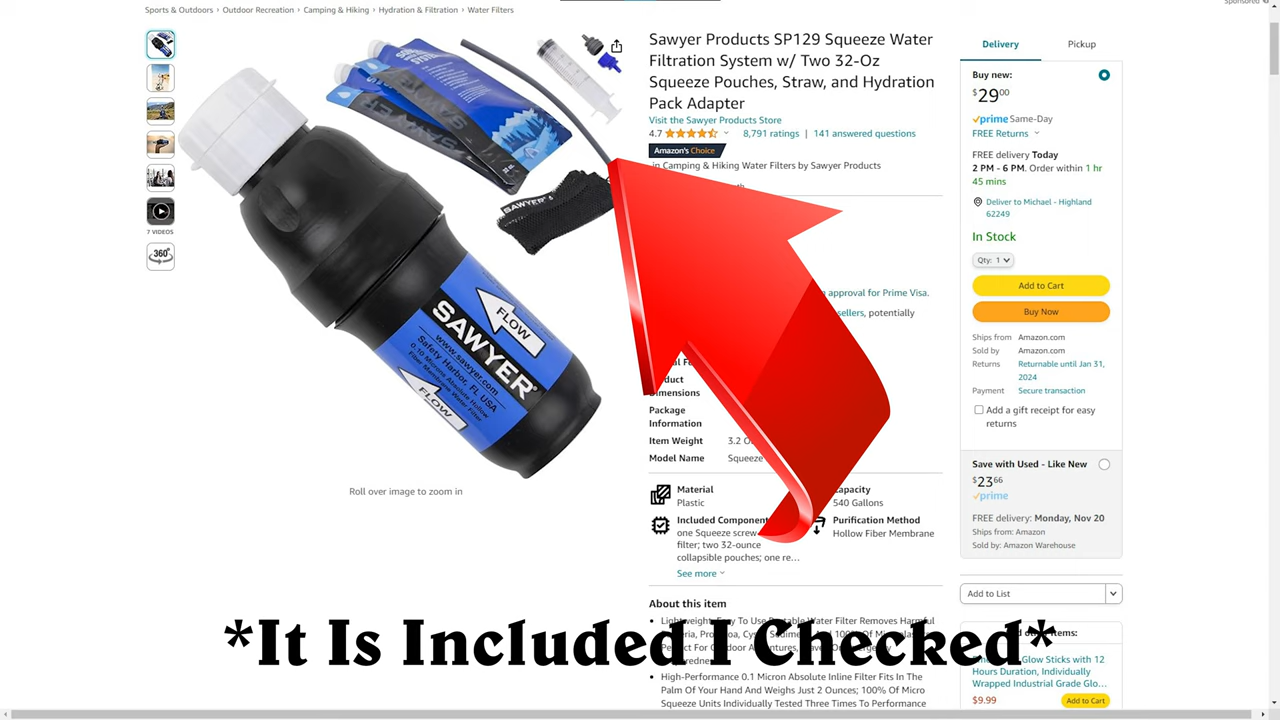 Sponsored
Sports & Outdoors › Outdoor Recreation › Camping & Hiking › Hydration & Filtration › Water Filters
Sawyer Products SP129 Squeeze Water
Filtration System w/ Two 32-Oz
Squeeze Pouches, Straw, and Hydration
Pack Adapter
Visit the Sawyer Products Store
4.7
8,791 ratings | 141 answered questions
Amazon's Choice
in Camping & Hiking Water Filters by Sawyer Products
approval for Prime Visa.
sellers, potentially
Dimensions
Package
Information
Item Weight 3.2
Model Name Squeeze
Material
Plastic
Capacity
540 Gallons
Included
one Squeeze screw
filter; two 32-ounce
collapsible pouches; one re...
See more
Purification Method
Hollow Fiber Membrane
About this item
High-Performance 0.1 Micron Absolute Inline Filter Fits In The
Palm Of Your Hand And Weighs Just 2 Ounces; 100% Of Micro
Squeeze Units Individually Tested Three Times To Performance
7 VIDEOS
360°
SAWYER
FLOW
SAWYER
www.sawyer.com
Safety Harbor, FL, USA
0.10 Micron Absolute Hollow
Fiber Membrane Water Filter
FLOW
Roll over image to zoom in
Delivery
Pickup
Buy new:
$29 00
prime Same-Day
FREE Returns
FREE delivery Today
2 PM - 6 PM. Order within 1 hr
45 mins
Deliver to Michael - Highland
62249
In Stock
Qty: 1
Add to Cart
Buy Now
Ships from Amazon.com
Sold by Amazon.com
Returns Returnable until Jan 31,
2024
Payment Secure transaction
Add a gift receipt for easy
returns
Save with Used - Like New
$23 66
prime
FREE delivery: Monday, Nov 20
Ships from: Amazon
Sold by: Amazon Warehouse
Add to List
items:
Glow Sticks with 12
Hours Duration, Individually
Wrapped Industrial Grade Glo...
$9.99
Add to Cart
*It Is Included I Checked*